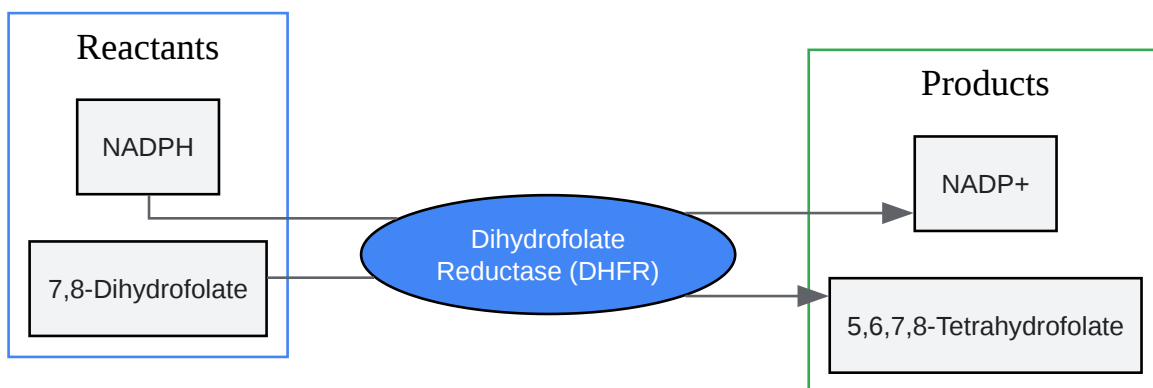 Reactants
NADPH
7,8-Dihydrofolate
Dihydrofolate
Reductase (DHFR)
Products
NADP+
5,6,7,8-Tetrahydrofolate